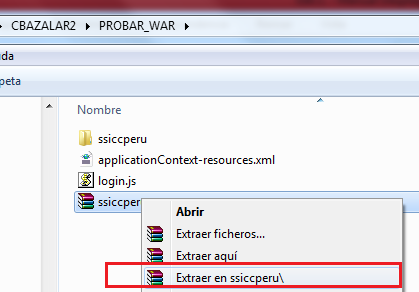 CBAZALAR2 ▸ PROBAR_WAR ▸
da
peta
Nombre
ssiccperu
applicationContext-resources.xml
login.js
ssiccper
Abrir
Extraer ficheros...
Extraer aquí
Extraer en ssiccperu\